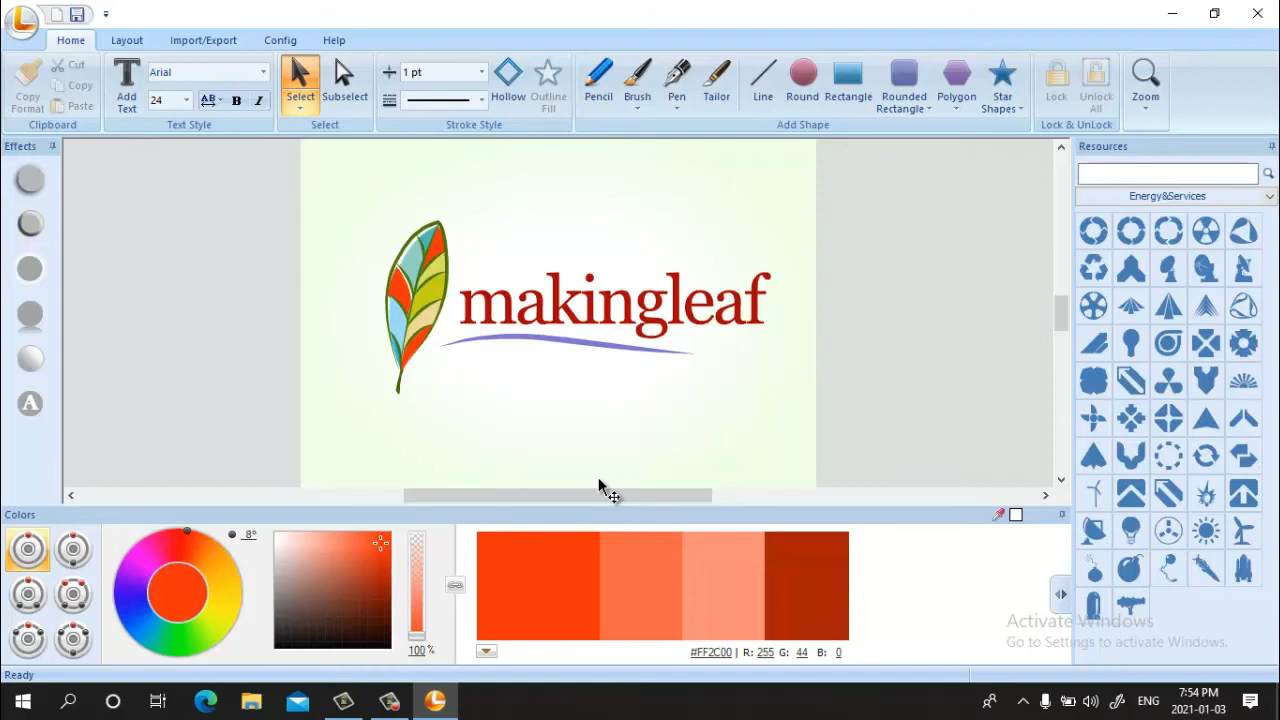 Home Layout Import/Export Config Help
Copy Format
Cut
Copy
Paste
Clipboard
Add Text
Arial
24
AB B I
Text Style
Select
Subselect
Select
1 pt
Hollow
Outline Fill
Stroke Style
Pencil
Brush
Pen
Tailor
Line
Round
Rectangle
Rounded Rectangle
Polygon
Star Shapes
Add Shape
Lock
Unlock All
Lock & UnLock
Zoom
Effects
A
makingleaf
Resources
Energy&Services
Colors
8°
100 %
#FF2C00 | R: 255 G: 44 B: 0
Activate Windows
Go to Settings to activate Windows.
Ready
ENG
7:54 PM
2021-01-03